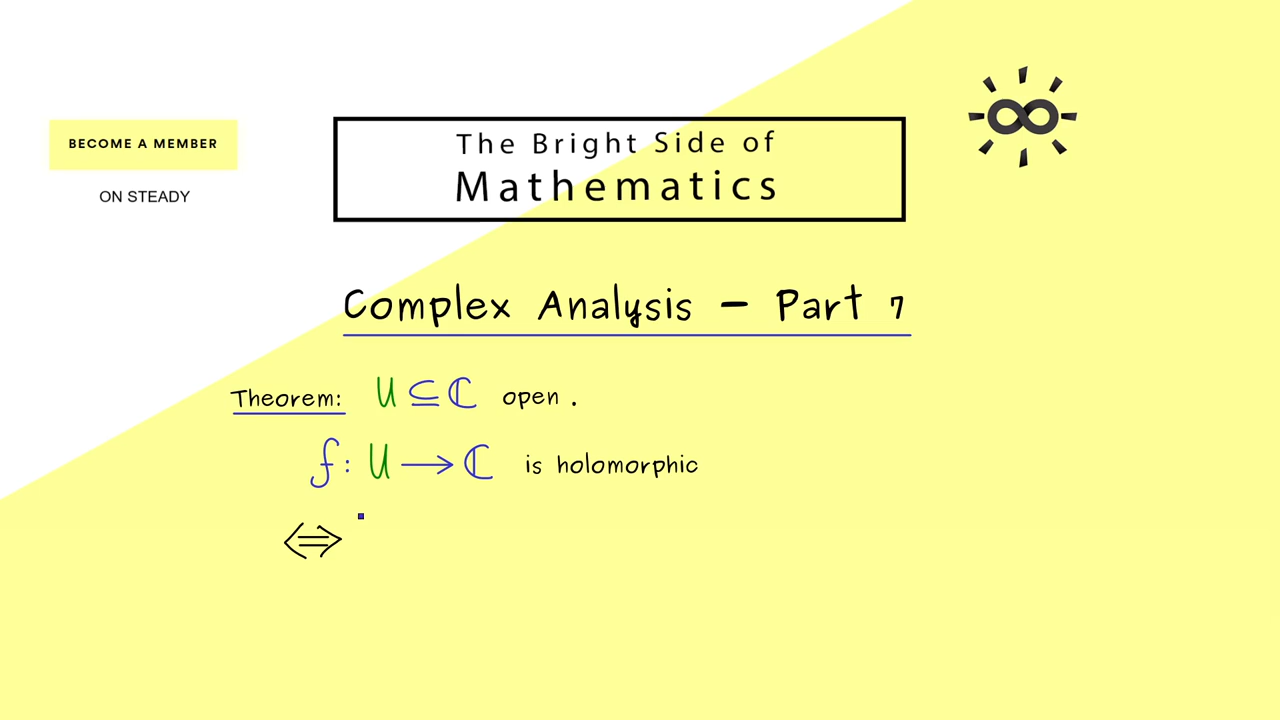 BECOME A MEMBER
ON STEADY
The Bright Side of
Mathematics
Complex Analysis - Part 7
Theorem: U ⊆ ℂ open .
f: U ⟶ ℂ is holomorphic
⟺